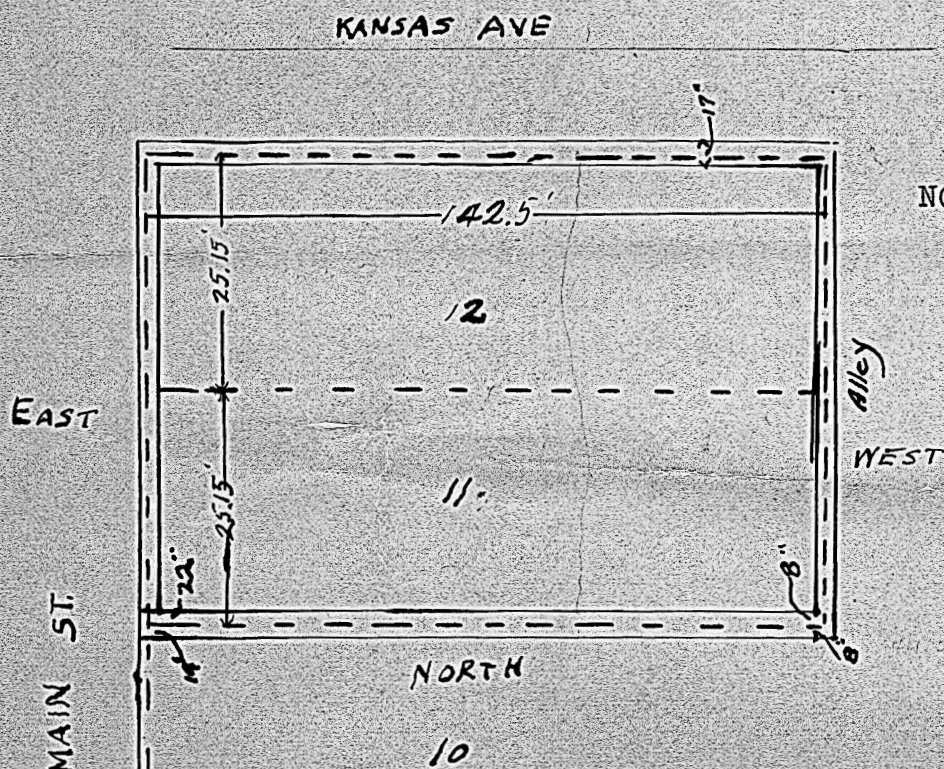 KANSAS AVE
17"
NO
142.5'
25.15'
12
Alley
EAST
WEST
25.15'
11
8"
22"
ST.
8"
NORTH
MAIN
10